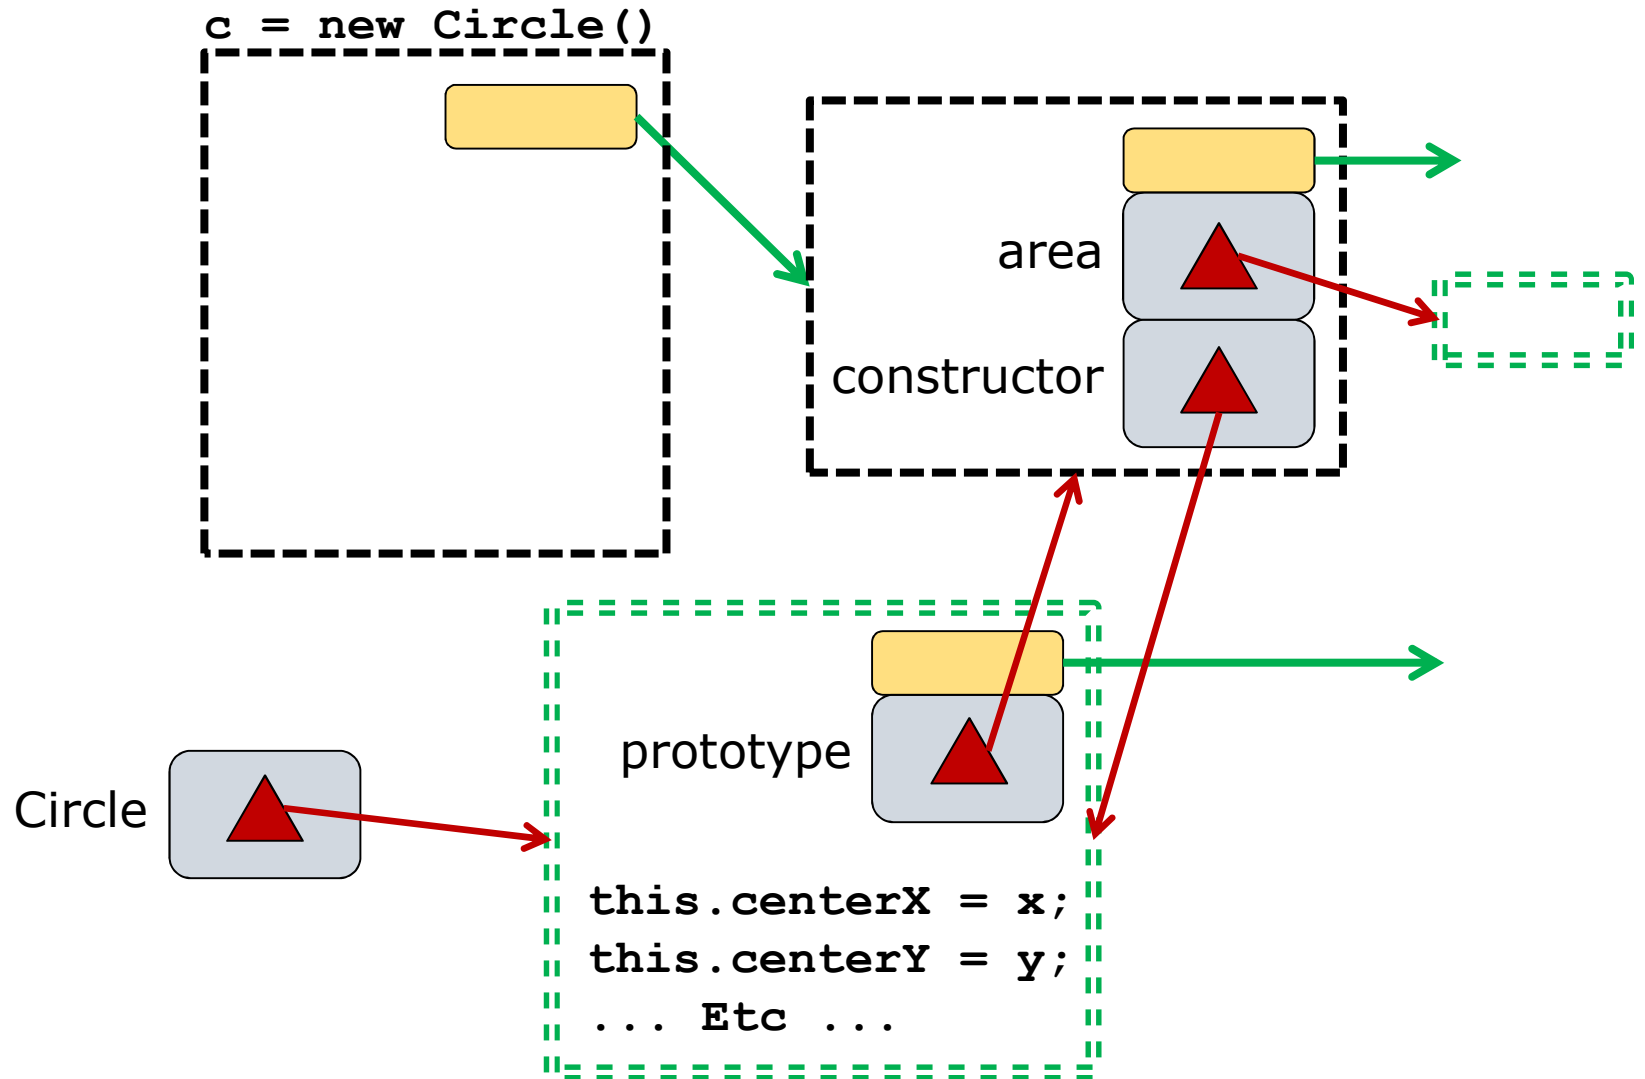 c = new Circle()
area
constructor
prototype
Circle
this.centerX = x;
this.centerY = y;
... Etc ...